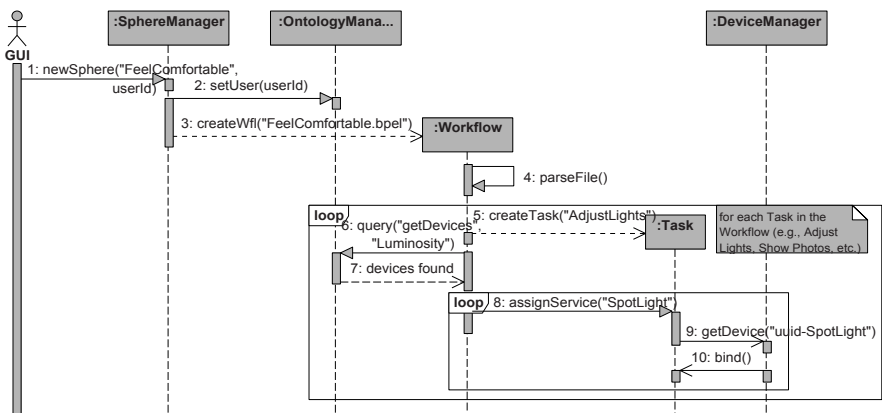 :SphereManager
:OntologyMana...
:DeviceManager
GUI
1: newSphere("FeelComfortable",
userId)
2: setUser(userId)
3: createWfl("FeelComfortable.bpel")
:Workflow
4: parseFile()
loop
5: createTask("AdjustLights")
:Task
for each Task in the
Workflow (e.g., Adjust
Lights, Show Photos, etc.)
6: query("getDevices",
"Luminosity")
7: devices found
loop
8: assignService("SpotLight")
9: getDevice("uuid-SpotLight")
10: bind()